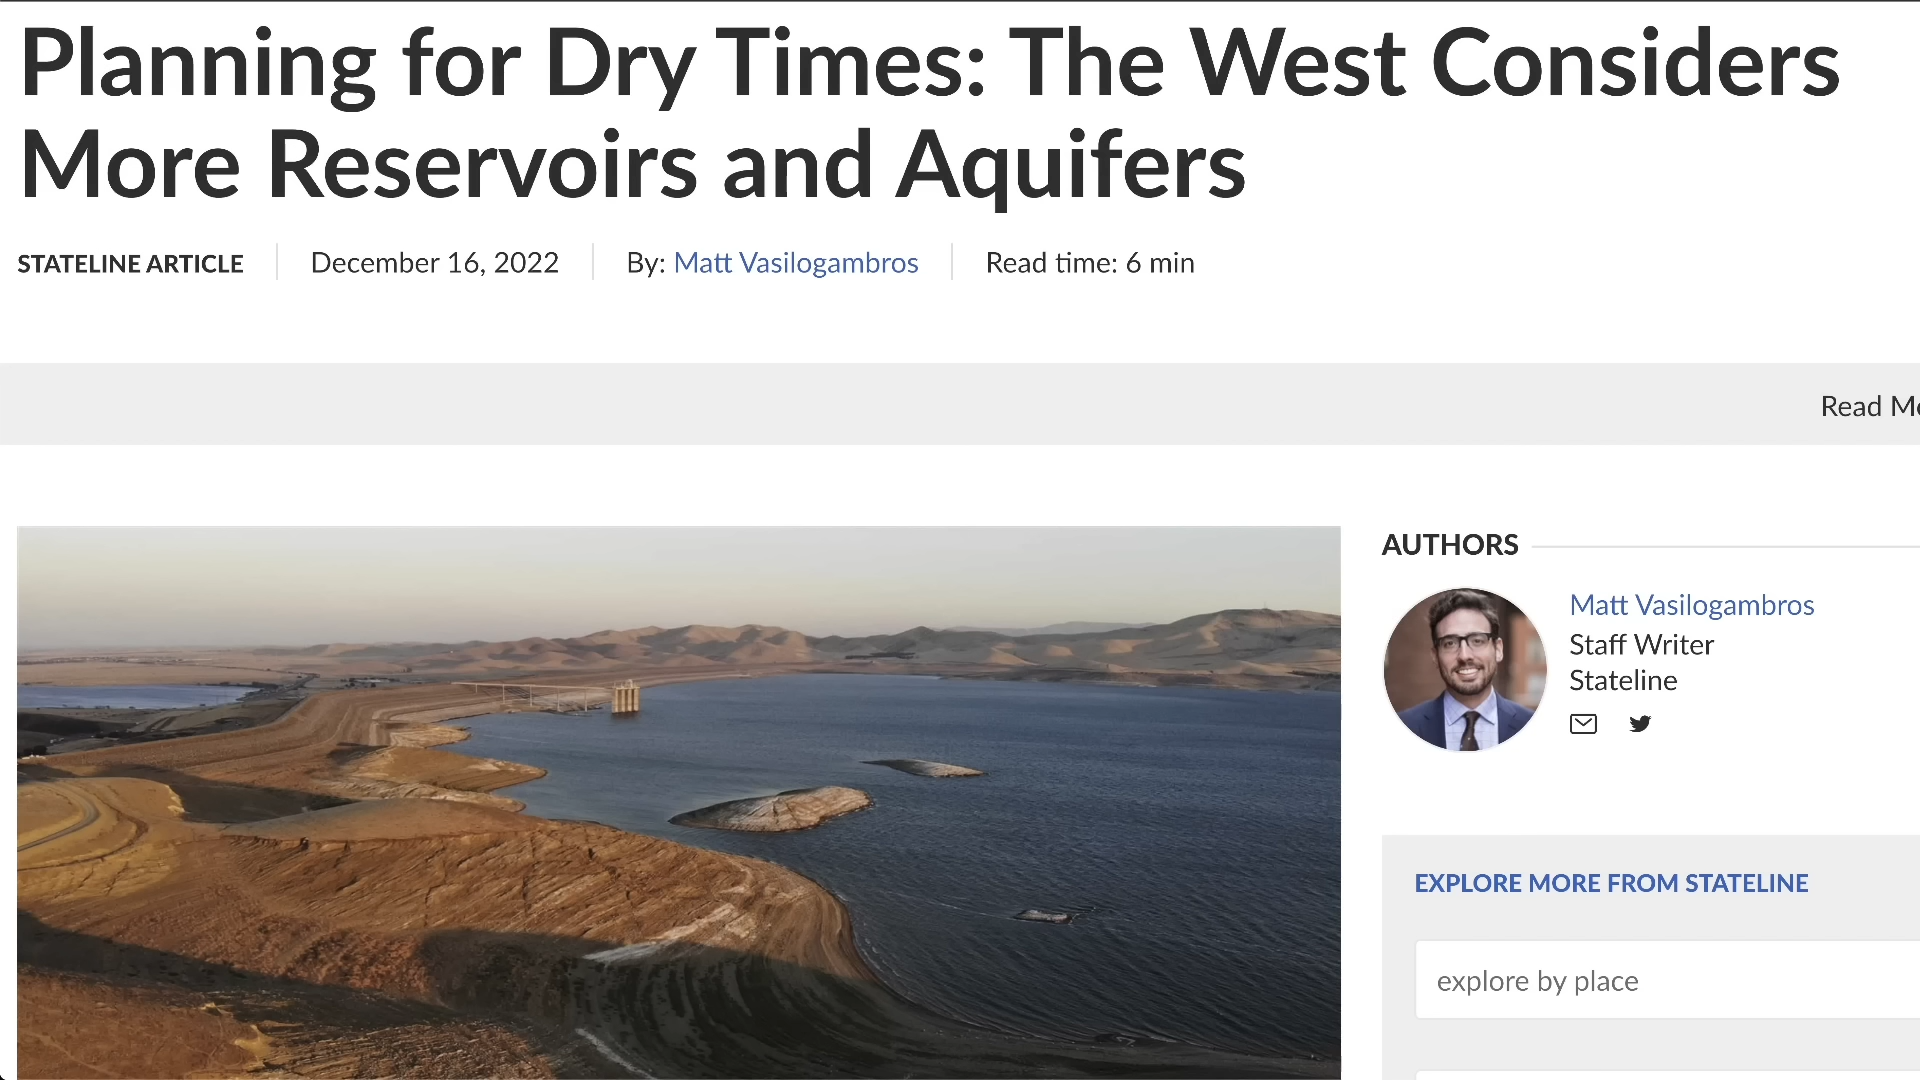 Planning for Dry Times: The West Considers
More Reservoirs and Aquifers
STATELINE ARTICLE
December 16, 2022
By: Matt Vasilogambros
Read time: 6 min
Read
AUTHORS
Matt Vasilogambros
Staff Writer
Stateline
EXPLORE MORE FROM STATELINE
explore by place